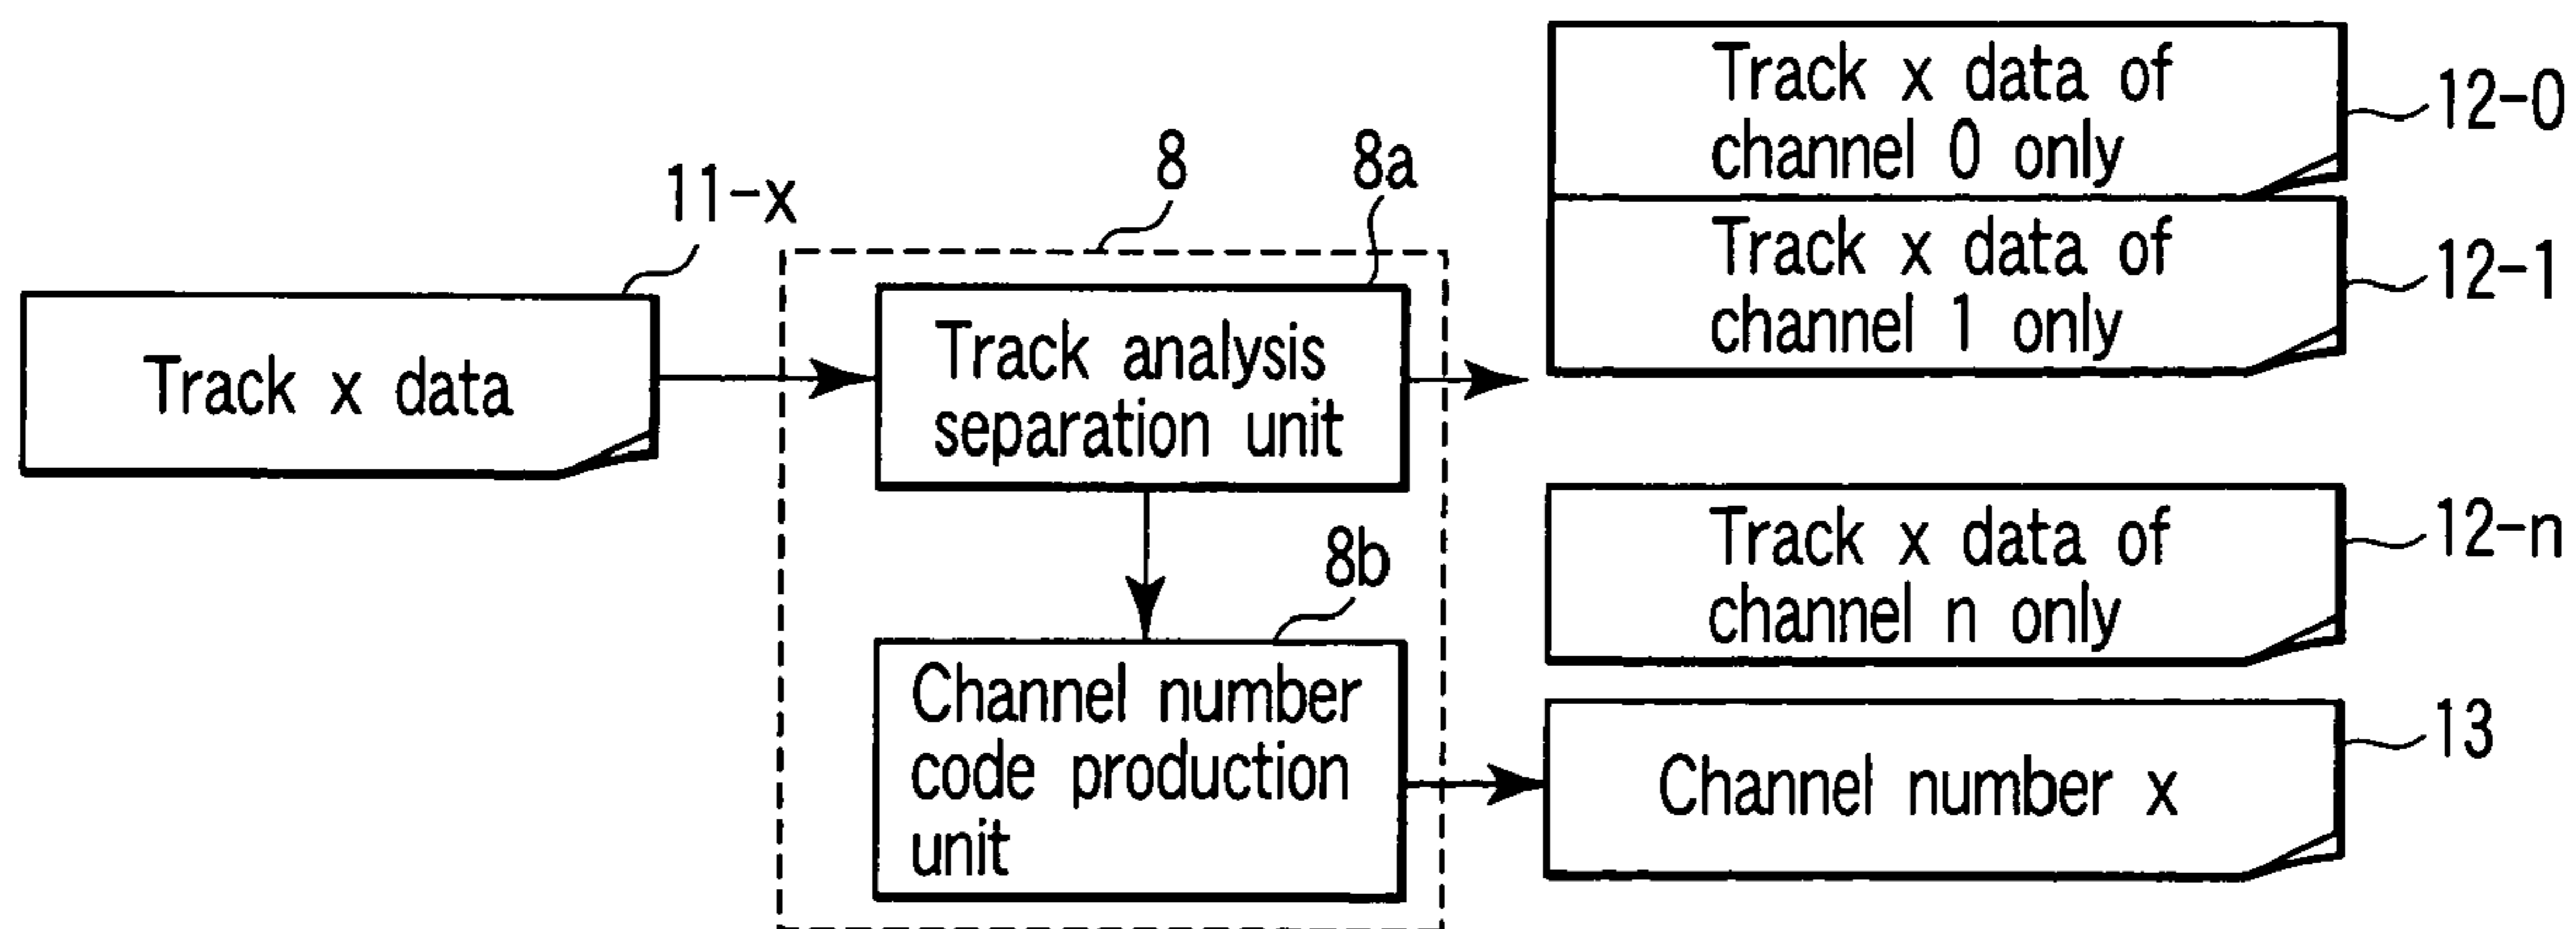 Track x data of
channel 0 only
12-0
8
8a
11-x
Track x data of
channel 1 only
12-1
Track x data
Track analysis
separation unit
Track x data of
channel n only
12-n
8b
Channel number
code production
unit
Channel number x
13